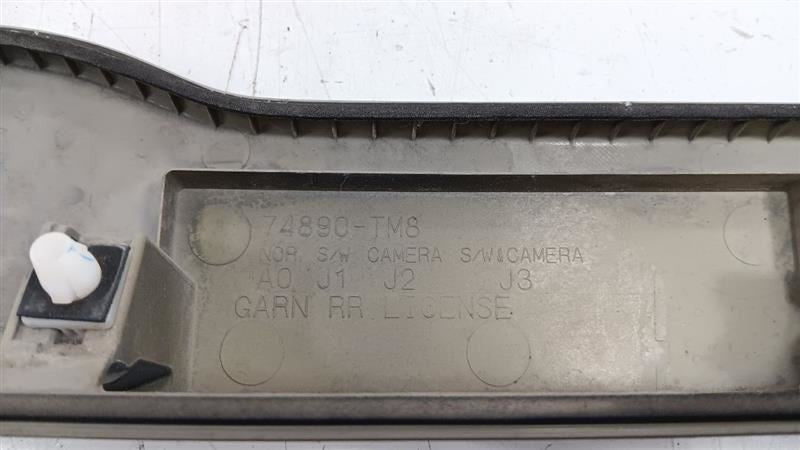 74890-TM8
NOR S/W CAMERA S/W&CAMERA
A0 J1 J2 J3
GARN RR LICENSE